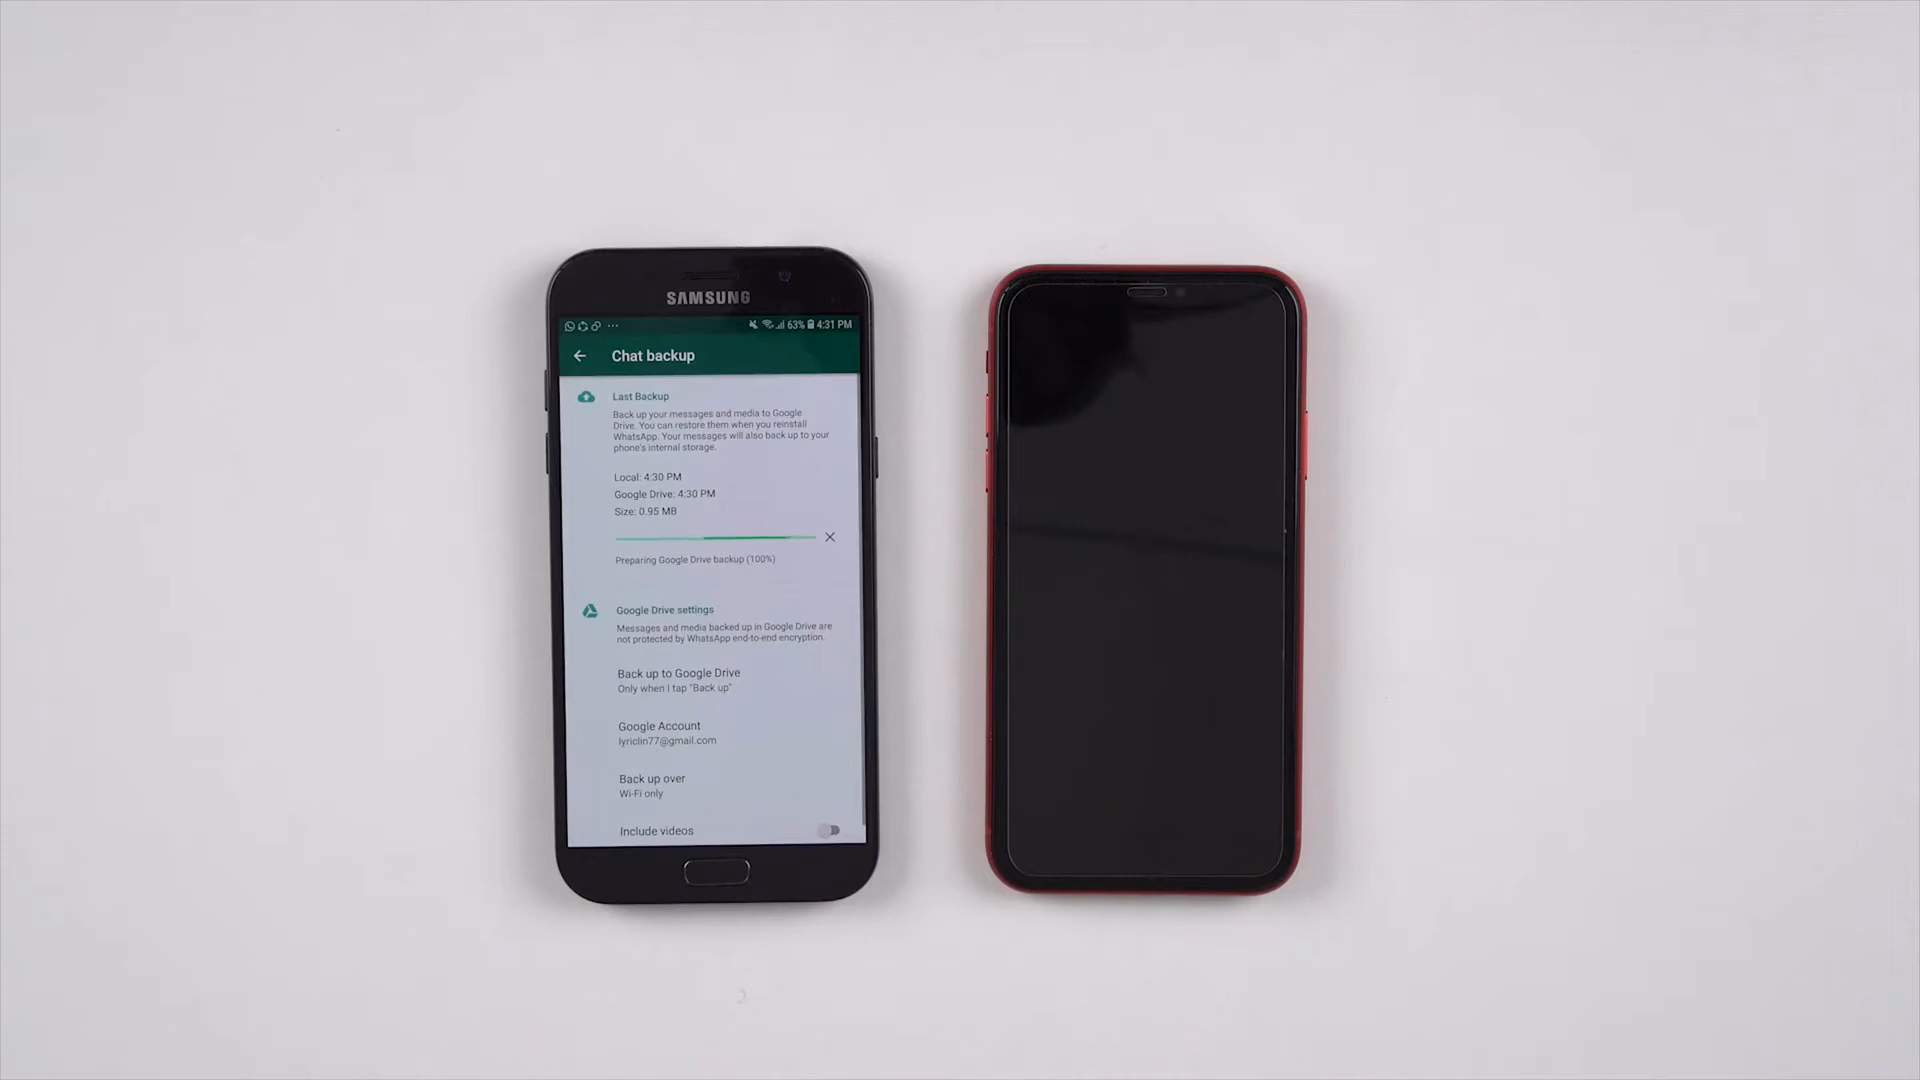 SAMSUNG
63% 4:31 PM
Chat backup
Last Backup
Back up your messages and media to Google
Drive. You can restore them when you reinstall
WhatsApp. Your messages will also back up to your
phone's internal storage.
Local: 4:30 PM
Google Drive: 4:30 PM
Size: 0.95 MB
Preparing Google Drive backup (100%)
Google Drive settings
Messages and media backed up in Google Drive are
not protected by WhatsApp end-to-end encryption.
Back up to Google Drive
Only when I tap "Back up"
Google Account
lyriclin77@gmail.com
Back up over
Wi-Fi only
Include videos